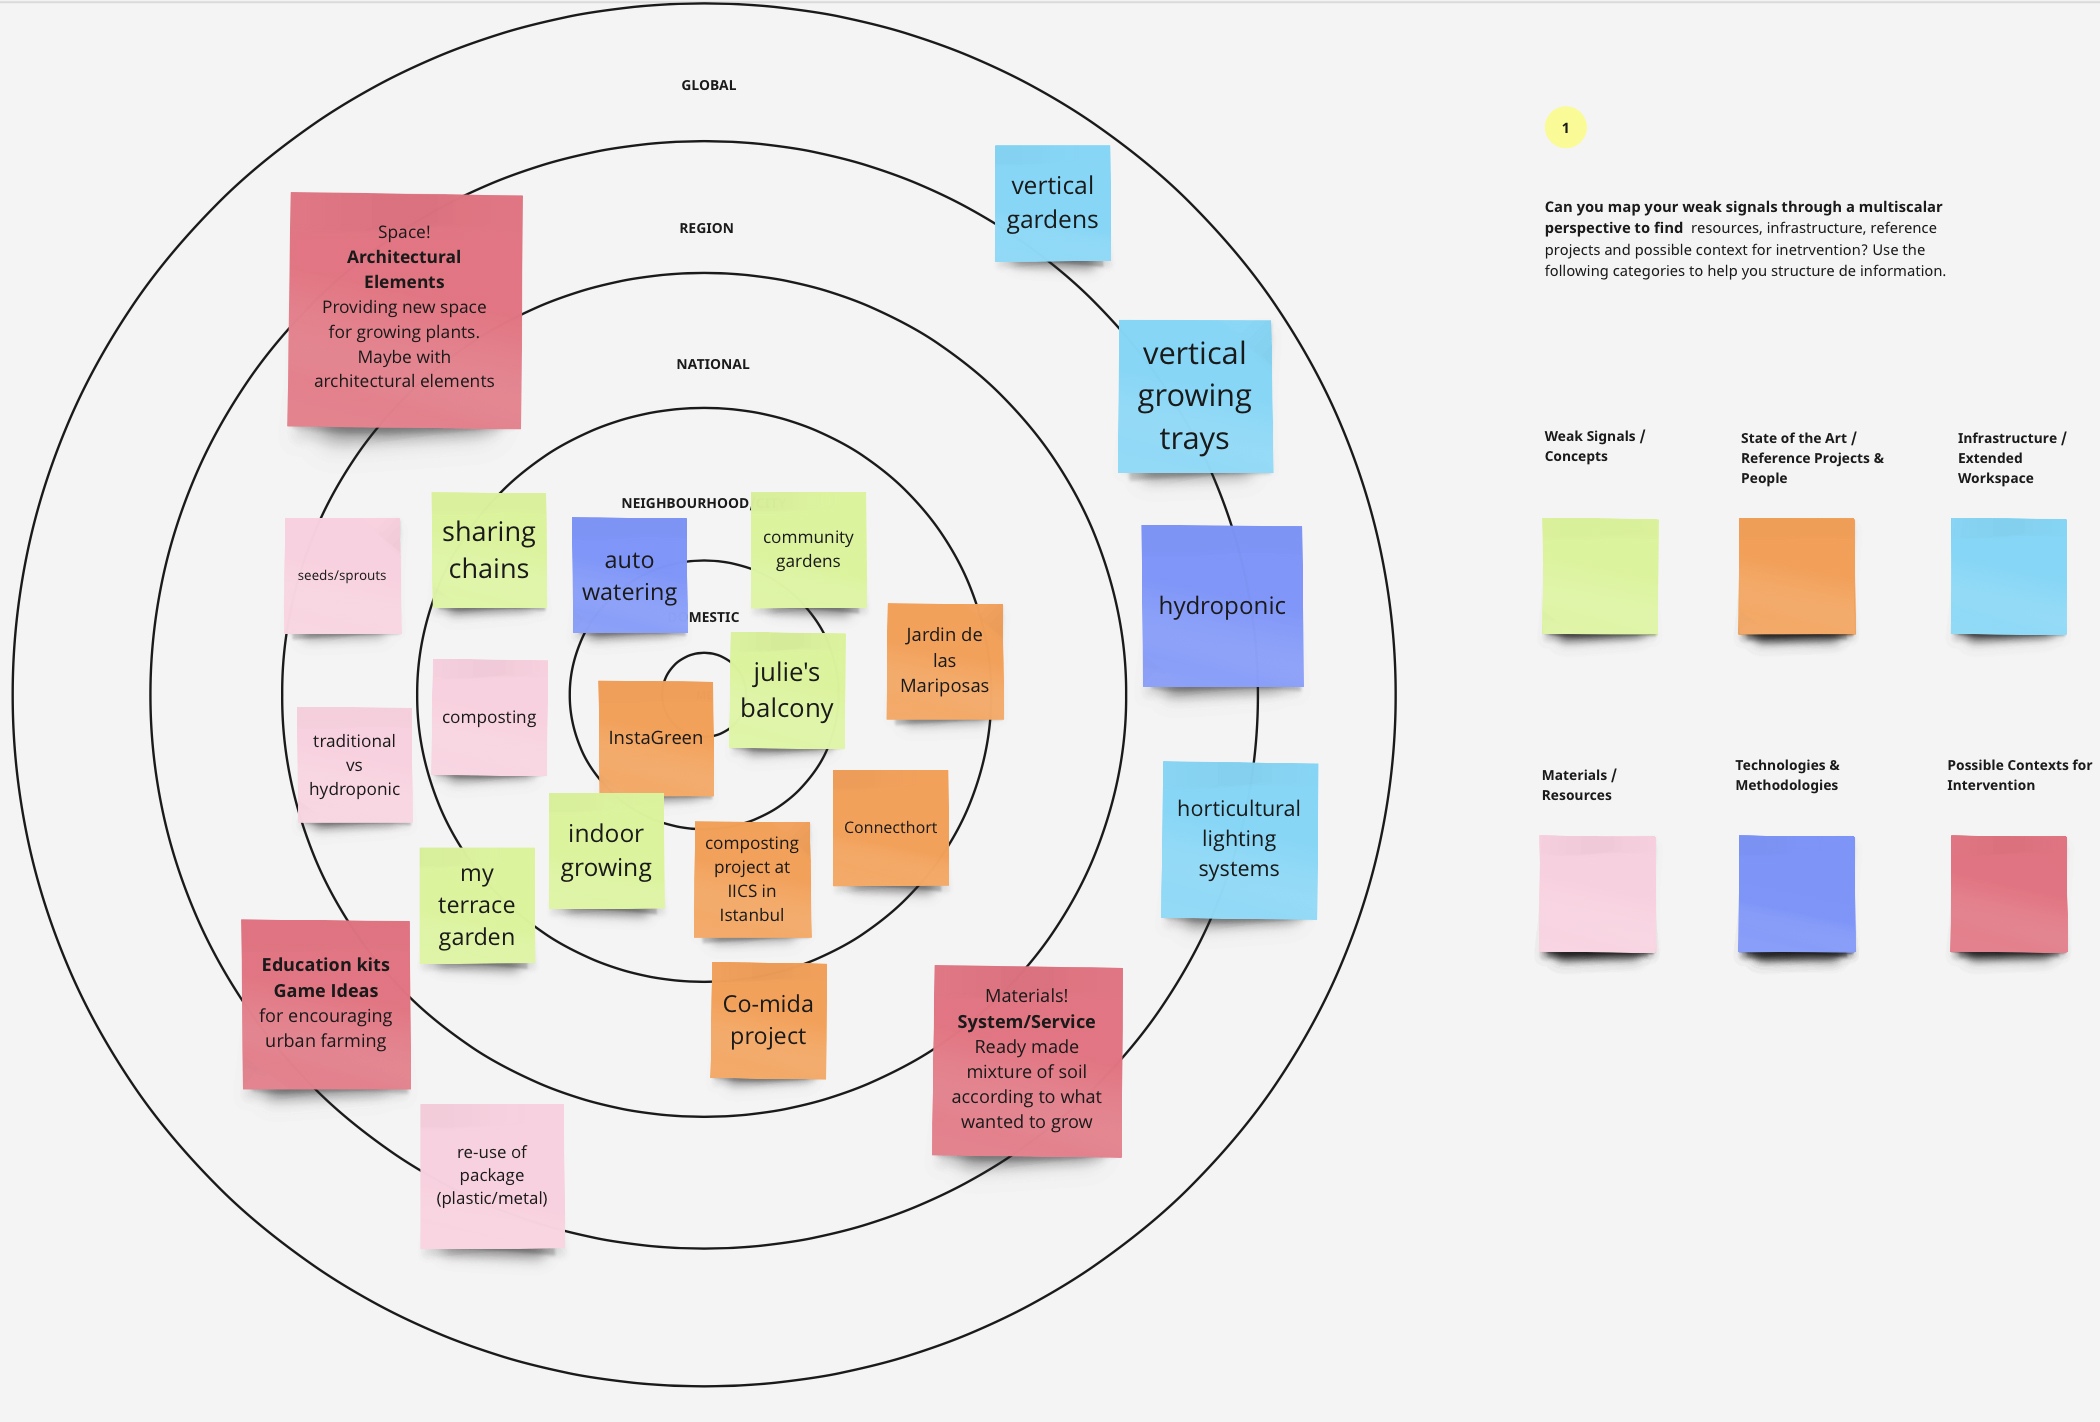 GLOBAL
REGION
NATIONAL
NEIGHBOURHOOD/
MESTIC
vertical
gardens
Space!
Architectural
Elements
Providing new space
for growing plants.
Maybe with
architectural elements
vertical
growing
trays
sharing
chains
auto
watering
community
gardens
seeds/sprouts
hydroponic
Jardin de
las
Mariposas
julie's
balcony
composting
InstaGreen
traditional
vs
hydroponic
Connecthort
horticultural
lighting
systems
indoor
growing
composting
project at
IICS in
Istanbul
my
terrace
garden
Education kits
Game Ideas
for encouraging
urban farming
Co-mida
project
Materials!
System/Service
Ready made
mixture of soil
according to what
wanted to grow
re-use of
package
(plastic/metal)
1
Can you map your weak signals through a multiscalar
perspective to find resources, infrastructure, reference
projects and possible context for inetrvention? Use the
following categories to help you structure de information.
Weak Signals /
Concepts
State of the Art /
Reference Projects &
People
Infrastructure /
Extended
Workspace
Materials /
Resources
Technologies &
Methodologies
Possible Contexts for
Intervention